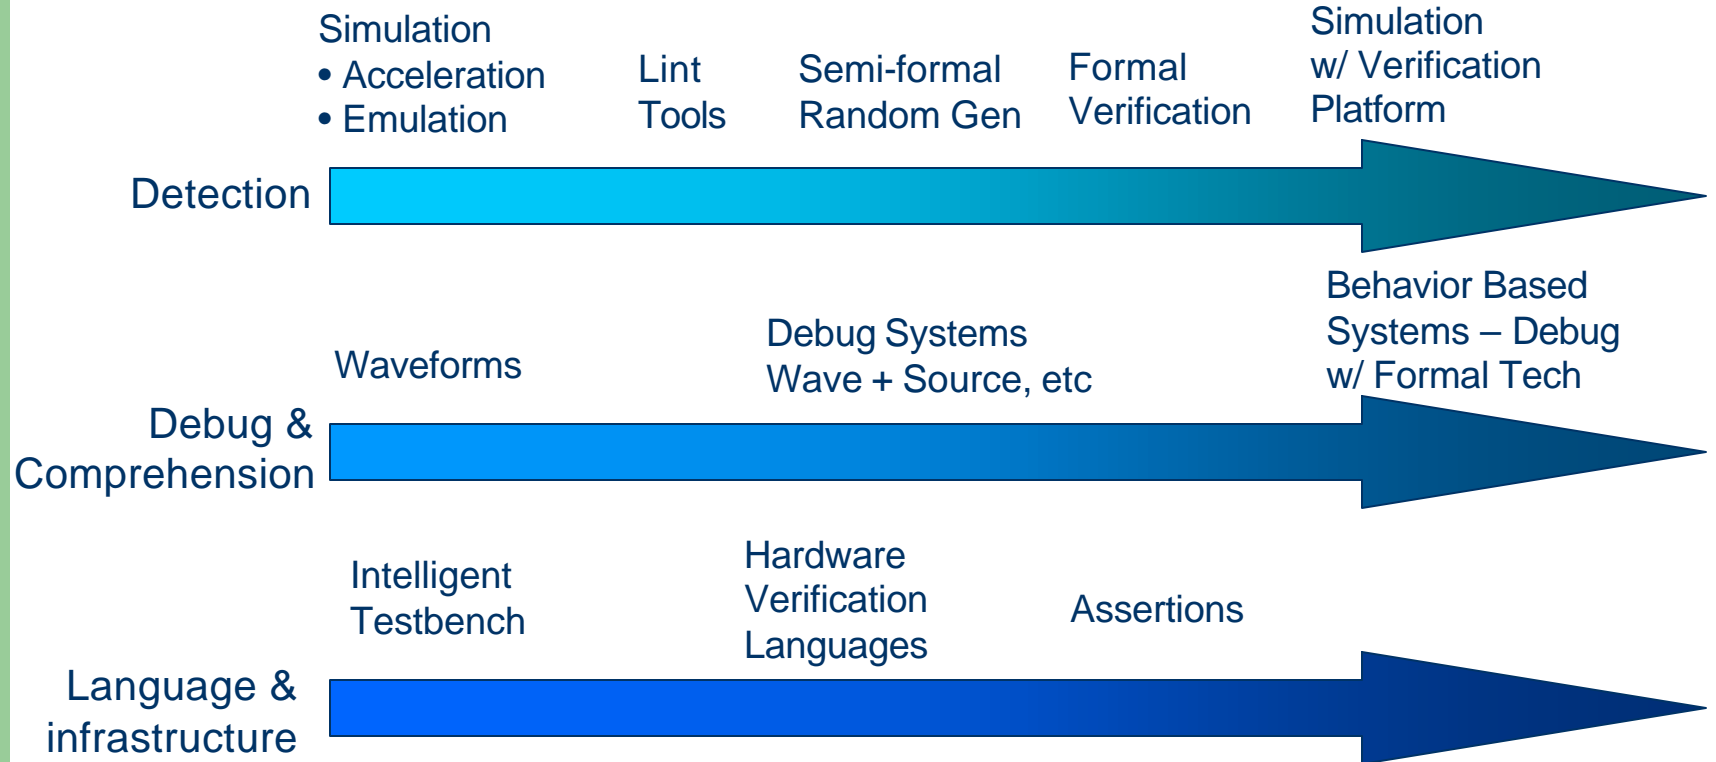 Simulation
• Acceleration
• Emulation
Lint
Tools
Semi-formal
Random Gen
Formal
Verification
Simulation
w/ Verification
Platform
Detection
Waveforms
Debug Systems
Wave + Source, etc
Behavior Based
Systems – Debug
w/ Formal Tech
Debug &
Comprehension
Intelligent
Testbench
Hardware
Verification
Languages
Assertions
Language &
infrastructure